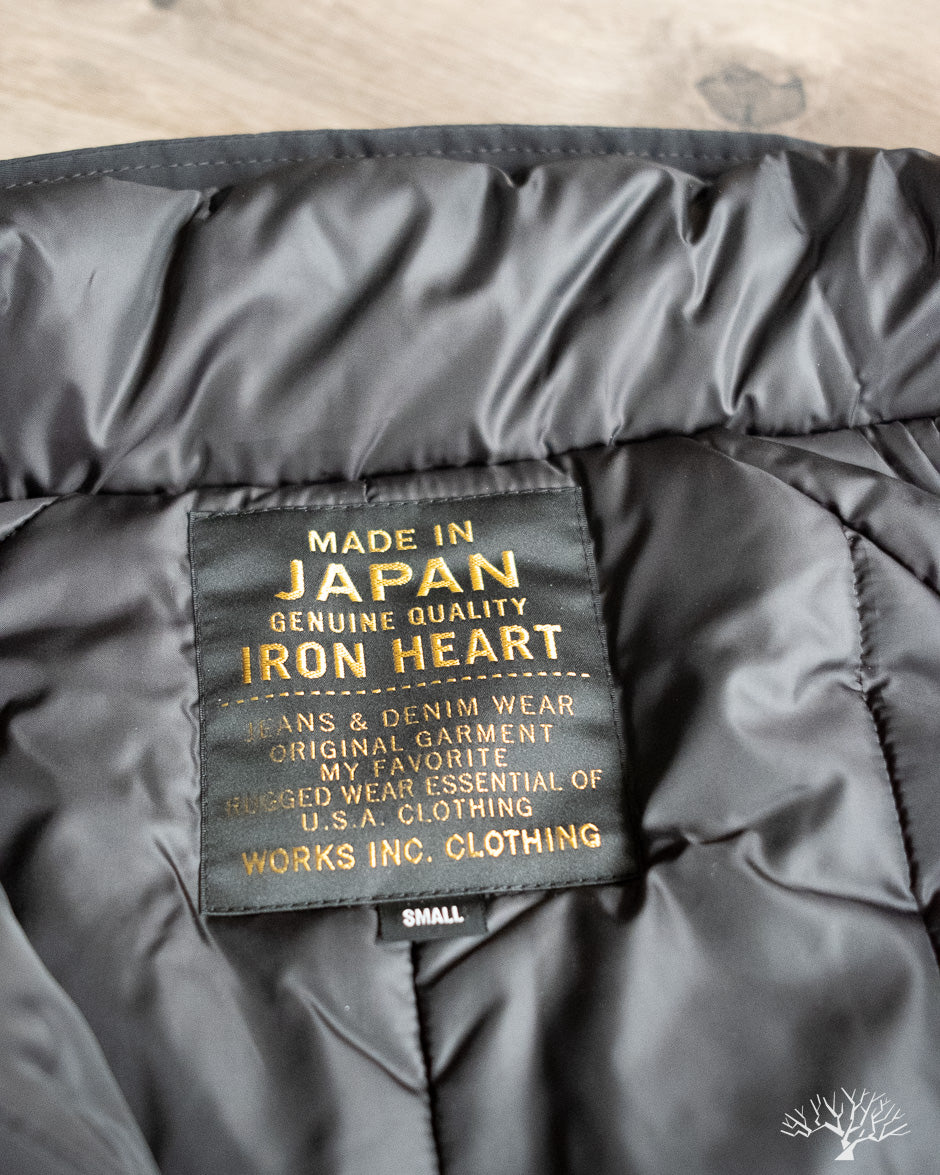 MADE IN
JAPAN
GENUINE QUALITY
IRON HEART
JEANS & DENIM WEAR
ORIGINAL GARMENT
MY FAVORITE
RUGGED WEAR ESSENTIAL OF
U.S.A. CLOTHING
WORKS INC. CLOTHING
SMALL